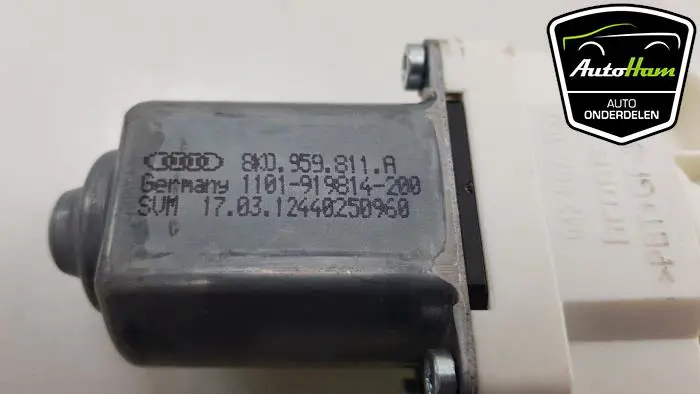 8K0.959.811.A
Germany 1101-919814-200
SVM 17.03.12440250960
AutoHam
AUTO
ONDERDELEN